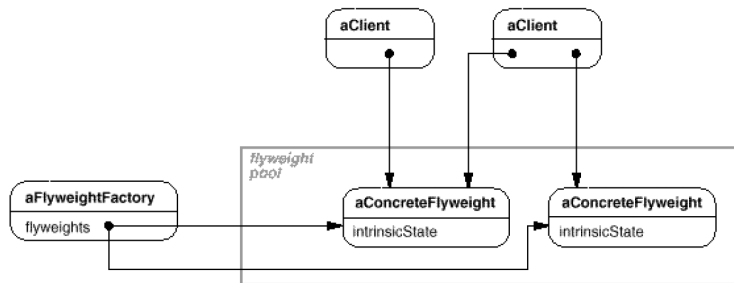 aClient
aClient
flyweight
pool
aFlyweightFactory
flyweights
aConcreteFlyweight
intrinsicState
aConcreteFlyweight
intrinsicState